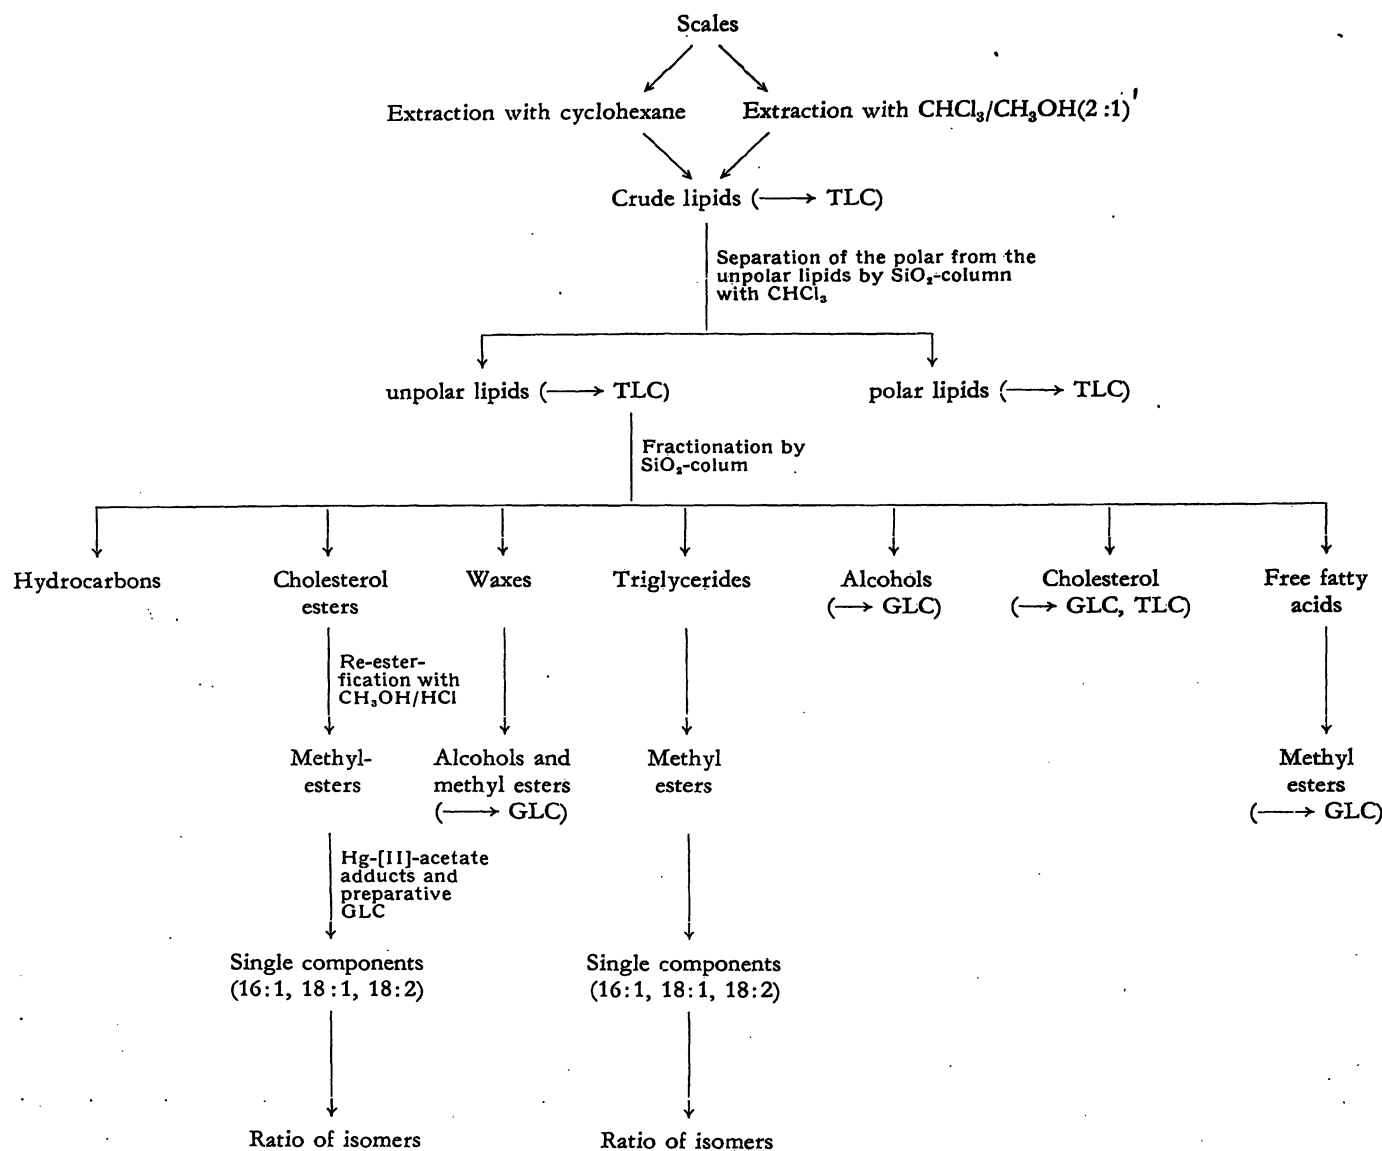 Scales
Extraction with cyclohexane
Extraction with CHCl₃/CH₃OH(2 :1)
Crude lipids (⟶ TLC)
Separation of the polar from the
unpolar lipids by SiO₂-column
with CHCl₃
unpolar lipids (⟶ TLC)
polar lipids (⟶ TLC)
Fractionation by
SiO₂-colum
Hydrocarbons
Cholesterol
esters
Waxes
Triglycerides
Alcohols
(⟶ GLC)
Cholesterol
(⟶ GLC, TLC)
Free fatty
acids
Re-ester-
fication with
CH₃OH/HCl
Methyl-
esters
Alcohols and
methyl esters
(⟶ GLC)
Methyl
esters
Methyl
esters
(⟶ GLC)
Hg-[II]-acetate
adducts and
preparative
GLC
Single components
(16:1, 18:1, 18:2)
Single components
(16:1, 18:1, 18:2)
Ratio of isomers
Ratio of isomers